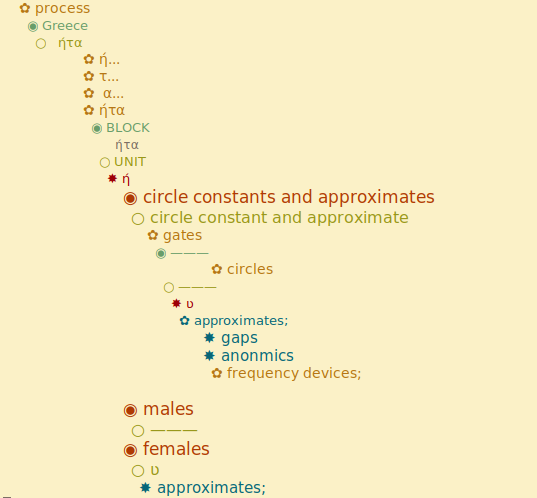 process
Greece
ήτα
ή...
τ...
α...
ήτα
BLOCK
ήτα
UNIT
ή
circle constants and approximates
circle constant and approximate
gates
———
circles
———
ʋ
approximates;
gaps
anonmics
frequency devices;
males
———
females
ʋ
approximates;